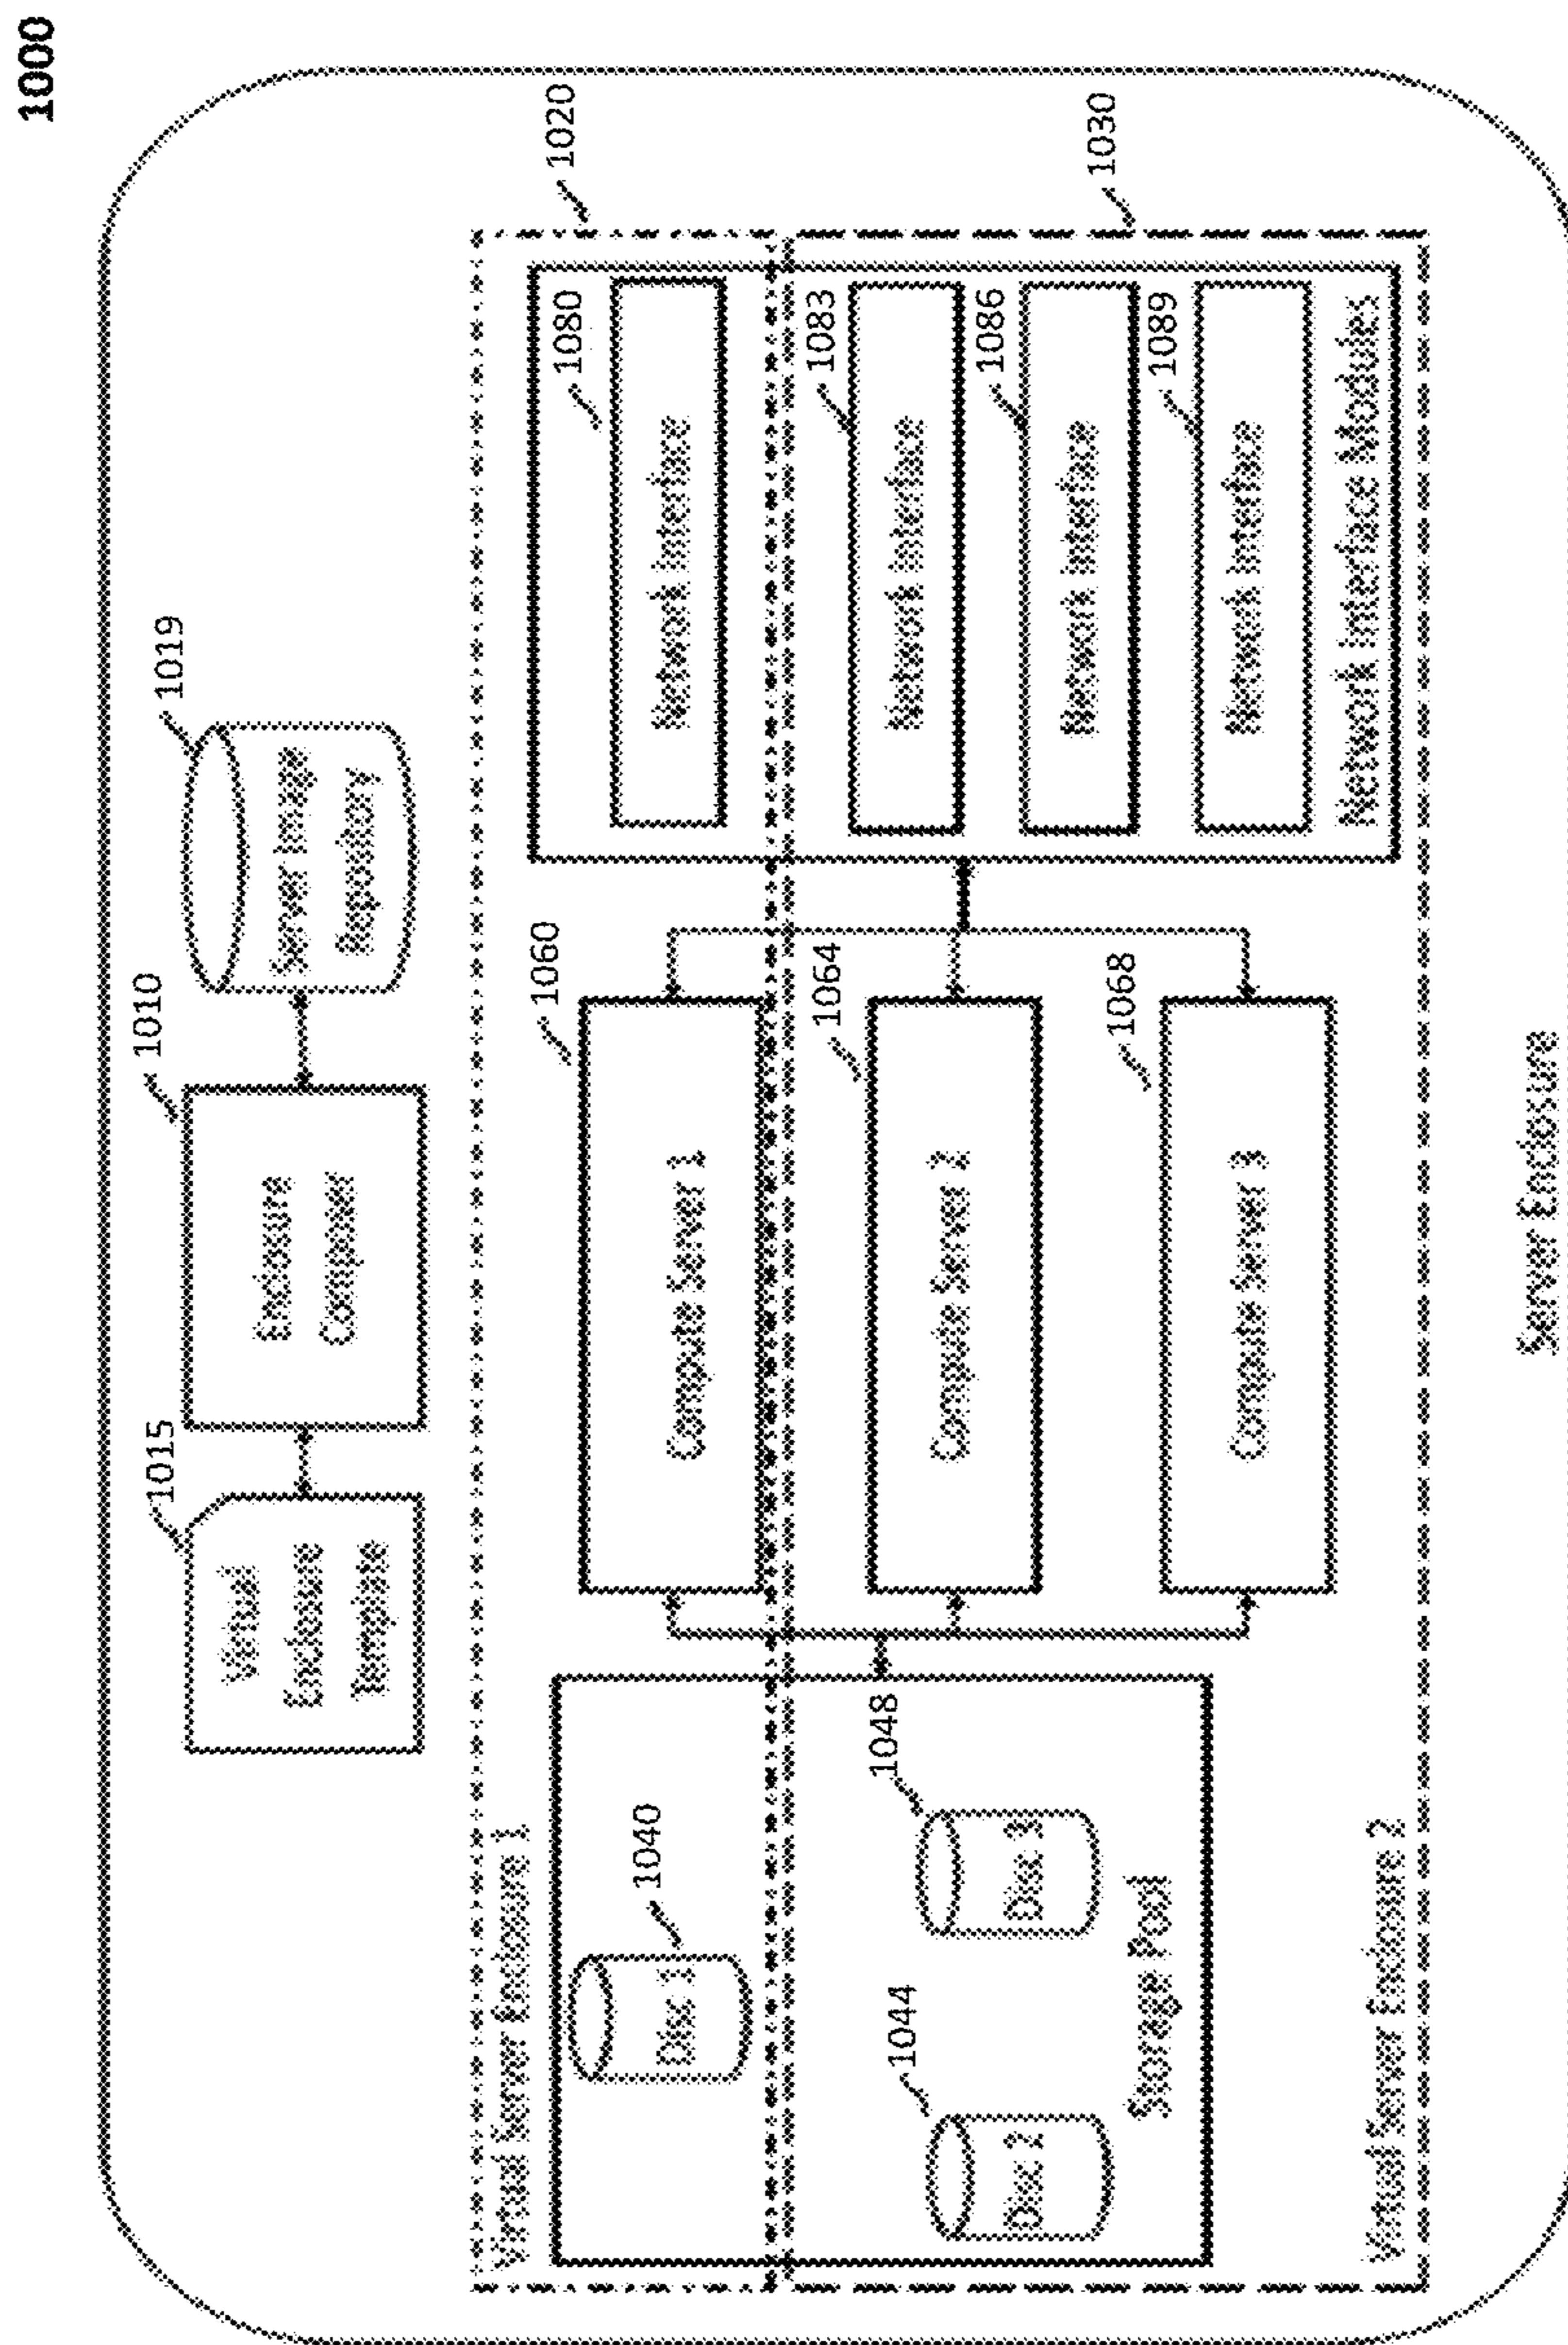 1000
1015
1010
1019
Virtual
Enclosure
Template
Enclosure
Composer
Server Image
Repository
1020
Virtual Server Enclosure 1
1040
Disc 1
1060
Compute Server 1
1080
Network Interface
1030
1044
Disc 2
1048
Disc 3
Storage Pool
1064
Compute Server 2
1068
Compute Server 3
1083
Network Interface
1086
Network Interface
1089
Network Interface
Network Interface Modules
Virtual Server Enclosure 2
Server Enclosure